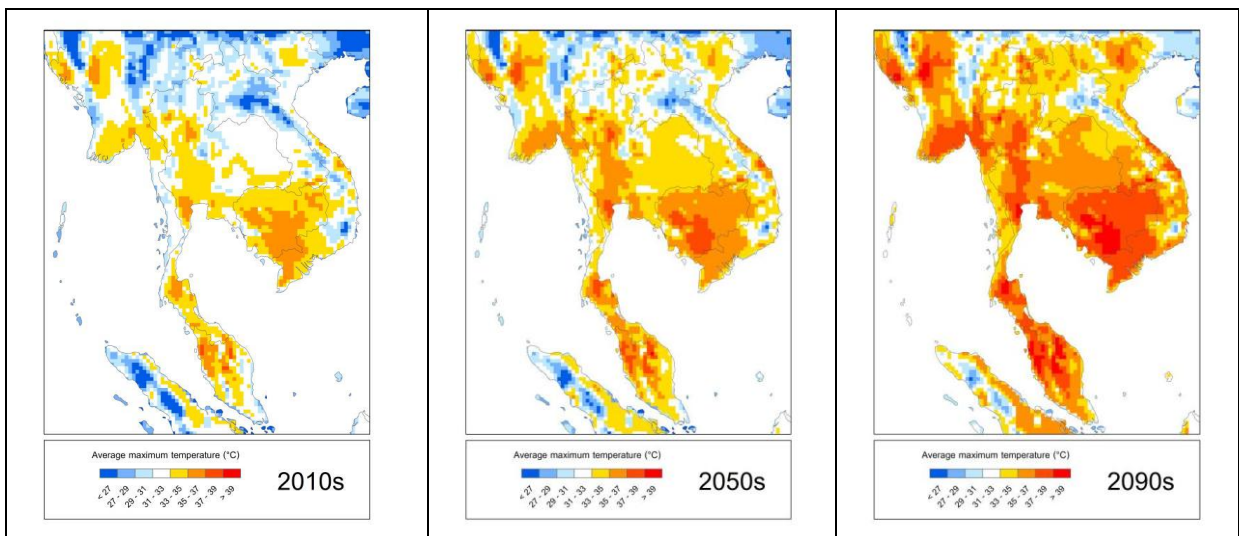 Average maximum temperature (°C)
< 27
27 - 29
29 - 31
31 - 33
33 - 35
35 - 37
37 - 39
> 39
2010s
Average maximum temperature (°C)
< 27
27 - 29
29 - 31
31 - 33
33 - 35
35 - 37
37 - 39
> 39
2050s
Average maximum temperature (°C)
< 27
27 - 29
29 - 31
31 - 33
33 - 35
35 - 37
37 - 39
> 39
2090s